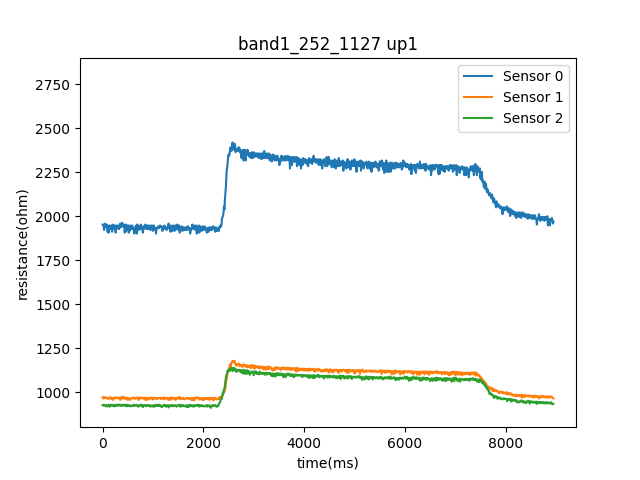 band1_252_1127 up1
Sensor 0
Sensor 1
Sensor 2
resistance(ohm)
2750
2500
2250
2000
1750
1500
1250
1000
0
2000
4000
6000
8000
time(ms)